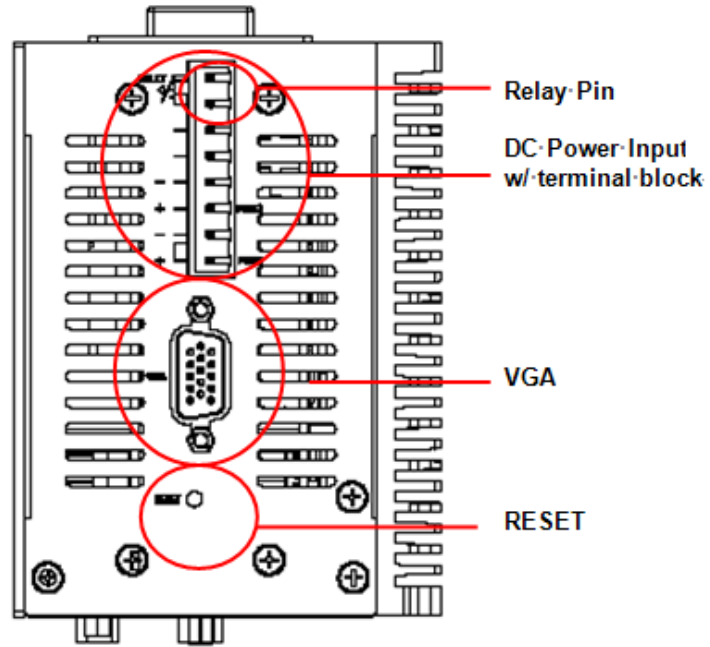 Relay Pin
DC Power Input
w/ terminal block
VGA
RESET